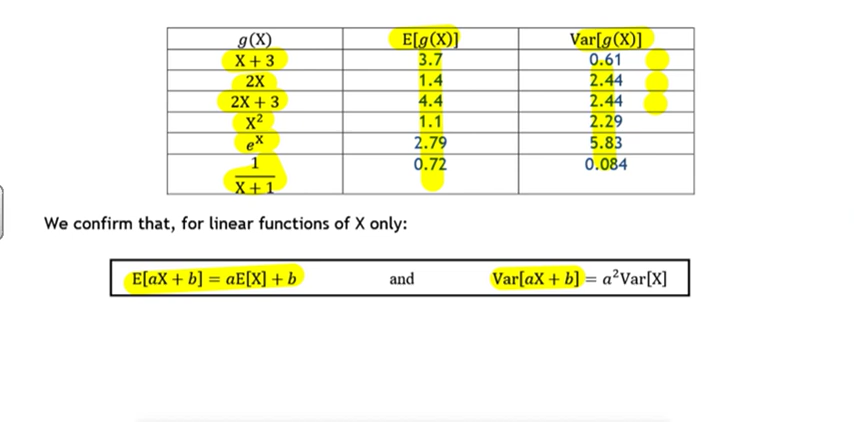 g(X) E[g(X)] Var[g(X)]
X + 3 3.7 0.61
2X 1.4 2.44
2X + 3 4.4 2.44
X² 1.1 2.29
eˣ 2.79 5.83
1/(X + 1) 0.72 0.084
We confirm that, for linear functions of X only:
E[aX + b] = aE[X] + b and Var[aX + b] = a²Var[X]